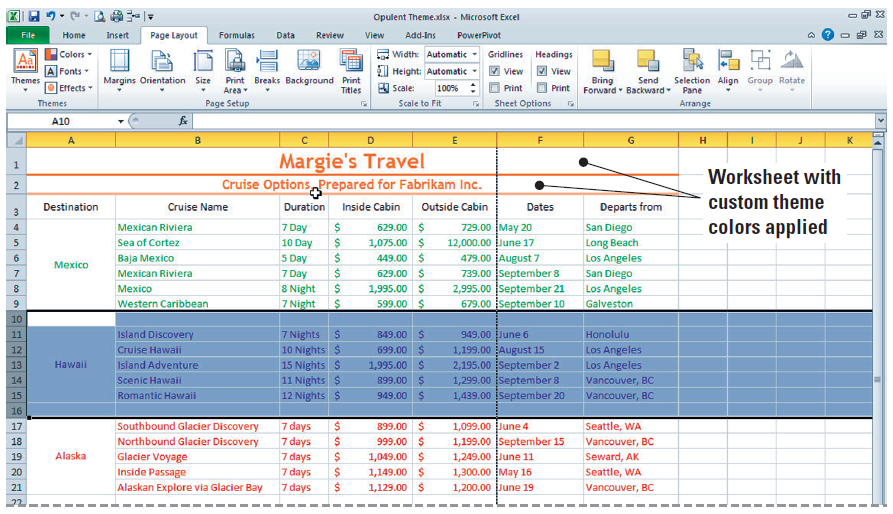 Opulent Theme.xlsx - Microsoft Excel
File Home Insert Page Layout Formulas Data Review View Add-Ins PowerPivot
Themes Colors Fonts Effects
Margins Orientation Size Print Area Breaks Background Print Titles
Width: Automatic
Height: Automatic
Scale: 100%
Gridlines View Print
Headings View Print
Bring Forward Send Backward Selection Pane Align Group Rotate
Themes Page Setup Scale to Fit Sheet Options Arrange
A10 fx
A B C D E F G H I J K
1 Margie's Travel
2 Cruise Options, Prepared for Fabrikam Inc.
3 Destination Cruise Name Duration Inside Cabin Outside Cabin Dates Departs from
Worksheet with
custom theme
colors applied
4 Mexican Riviera 7 Day $ 629.00 $ 729.00 May 20 San Diego
5 Sea of Cortez 10 Day $ 1,075.00 $ 12,000.00 June 17 Long Beach
6 Baja Mexico 5 Day $ 449.00 $ 479.00 August 7 Los Angeles
Mexico
7 Mexican Riviera 7 Day $ 629.00 $ 739.00 September 8 San Diego
8 Mexico 8 Night $ 1,995.00 $ 2,995.00 September 21 Los Angeles
9 Western Caribbean 7 Night $ 599.00 $ 679.00 September 10 Galveston
10
11 Island Discovery 7 Nights $ 849.00 $ 949.00 June 6 Honolulu
12 Cruise Hawaii 10 Nights $ 699.00 $ 1,199.00 August 15 Los Angeles
13 Hawaii Island Adventure 15 Nights $ 1,995.00 $ 2,195.00 September 2 Los Angeles
14 Scenic Hawaii 11 Nights $ 899.00 $ 1,299.00 September 8 Vancouver, BC
15 Romantic Hawaii 12 Nights $ 949.00 $ 1,439.00 September 20 Vancouver, BC
16
17 Southbound Glacier Discovery 7 days $ 899.00 $ 1,099.00 June 4 Seattle, WA
18 Northbound Glacier Discovery 7 days $ 999.00 $ 1,199.00 September 15 Vancouver, BC
19 Alaska Glacier Voyage 7 days $ 1,049.00 $ 1,249.00 June 11 Seward, AK
20 Inside Passage 7 days $ 1,149.00 $ 1,300.00 May 16 Seattle, WA
21 Alaskan Explore via Glacier Bay 7 days $ 1,129.00 $ 1,200.00 June 19 Vancouver, BC
22